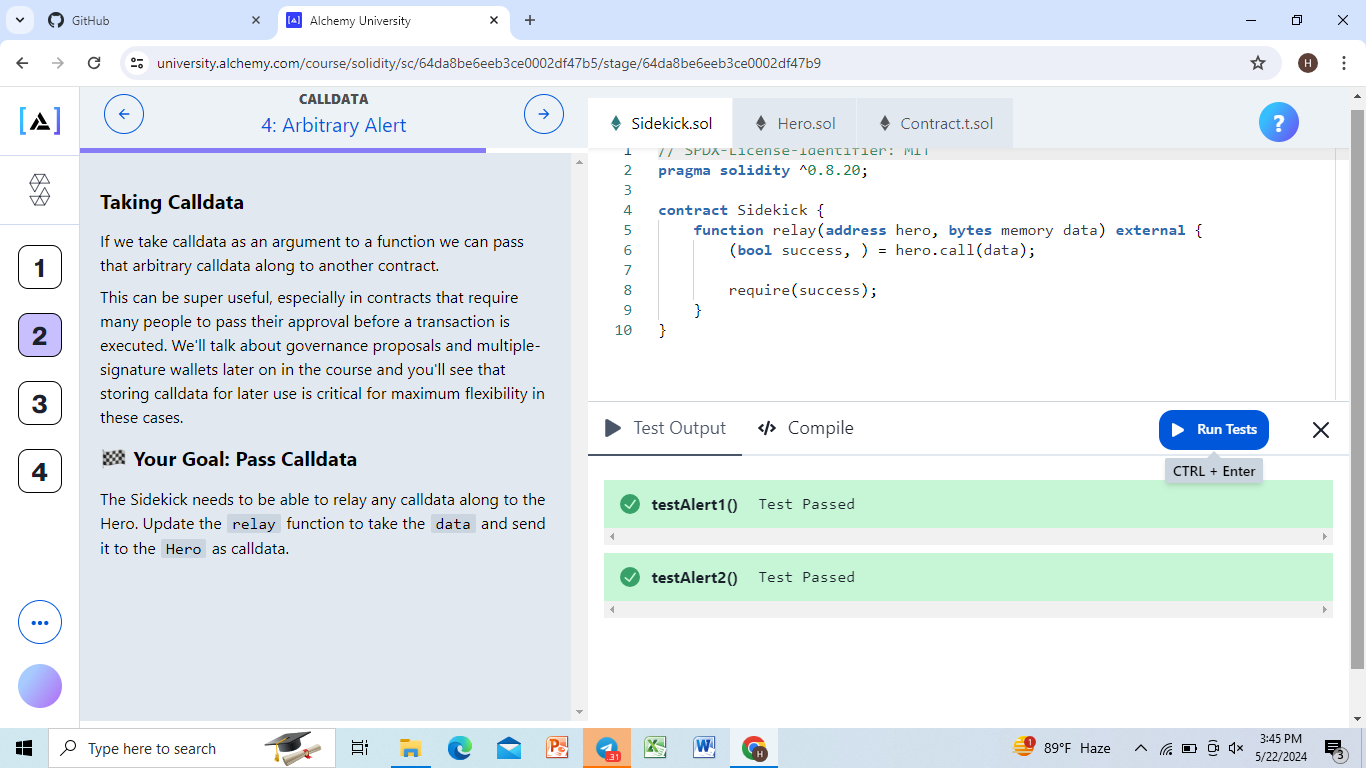 GitHub
Alchemy University
university.alchemy.com/course/solidity/sc/64da8be6eeb3ce0002df47b5/stage/64da8be6eeb3ce0002df47b9
H
CALLDATA
4: Arbitrary Alert
1
2
3
4
Taking Calldata
If we take calldata as an argument to a function we can pass
that arbitrary calldata along to another contract.
This can be super useful, especially in contracts that require
many people to pass their approval before a transaction is
executed. We'll talk about governance proposals and multiple-
signature wallets later on in the course and you'll see that
storing calldata for later use is critical for maximum flexibility in
these cases.
Your Goal: Pass Calldata
The Sidekick needs to be able to relay any calldata along to the
Hero. Update the relay function to take the data and send
it to the Hero as calldata.
Sidekick.sol
Hero.sol
Contract.t.sol
?
1 // SPDX-License-Identifier: MIT
2 pragma solidity ^0.8.20;
3
4 contract Sidekick {
5 function relay(address hero, bytes memory data) external {
6 (bool success, ) = hero.call(data);
7
8 require(success);
9 }
10 }
Test Output
Compile
Run Tests
CTRL + Enter
testAlert1() Test Passed
testAlert2() Test Passed
Type here to search
31
H
1
89°F Haze
3:45 PM
5/22/2024
3